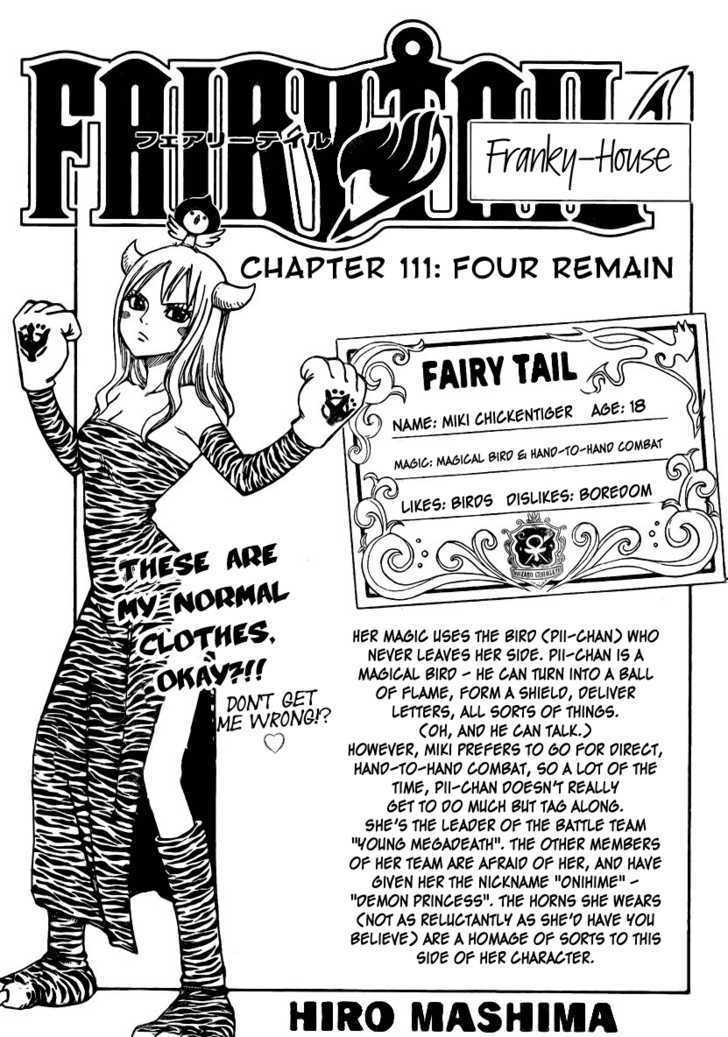 FAIRY TAIL
フェアリーテイル
Franky-House
CHAPTER 111: FOUR REMAIN
FAIRY TAIL
NAME: MIKI CHICKENTIGER AGE: 18
MAGIC: MAGICAL BIRD & HAND-TO-HAND COMBAT
LIKES: BIRDS DISLIKES: BOREDOM
THESE ARE
MY NORMAL
CLOTHES,
OKAY?!!
DON'T GET
ME WRONG!?
♡
HER MAGIC USES THE BIRD (PII-CHAN) WHO
NEVER LEAVES HER SIDE. PII-CHAN IS A
MAGICAL BIRD - HE CAN TURN INTO A BALL
OF FLAME, FORM A SHIELD, DELIVER
LETTERS, ALL SORTS OF THINGS.
(OH, AND HE CAN TALK.)
HOWEVER, MIKI PREFERS TO GO FOR DIRECT,
HAND-TO-HAND COMBAT, SO A LOT OF THE
TIME, PII-CHAN DOESN'T REALLY
GET TO DO MUCH BUT TAG ALONG.
SHE'S THE LEADER OF THE BATTLE TEAM
"YOUNG MEGADEATH". THE OTHER MEMBERS
OF HER TEAM ARE AFRAID OF HER, AND HAVE
GIVEN HER THE NICKNAME "ONIHIME" -
"DEMON PRINCESS". THE HORNS SHE WEARS
(NOT AS RELUCTANTLY AS SHE'D HAVE YOU
BELIEVE) ARE A HOMAGE OF SORTS TO THIS
SIDE OF HER CHARACTER.
HIRO MASHIMA